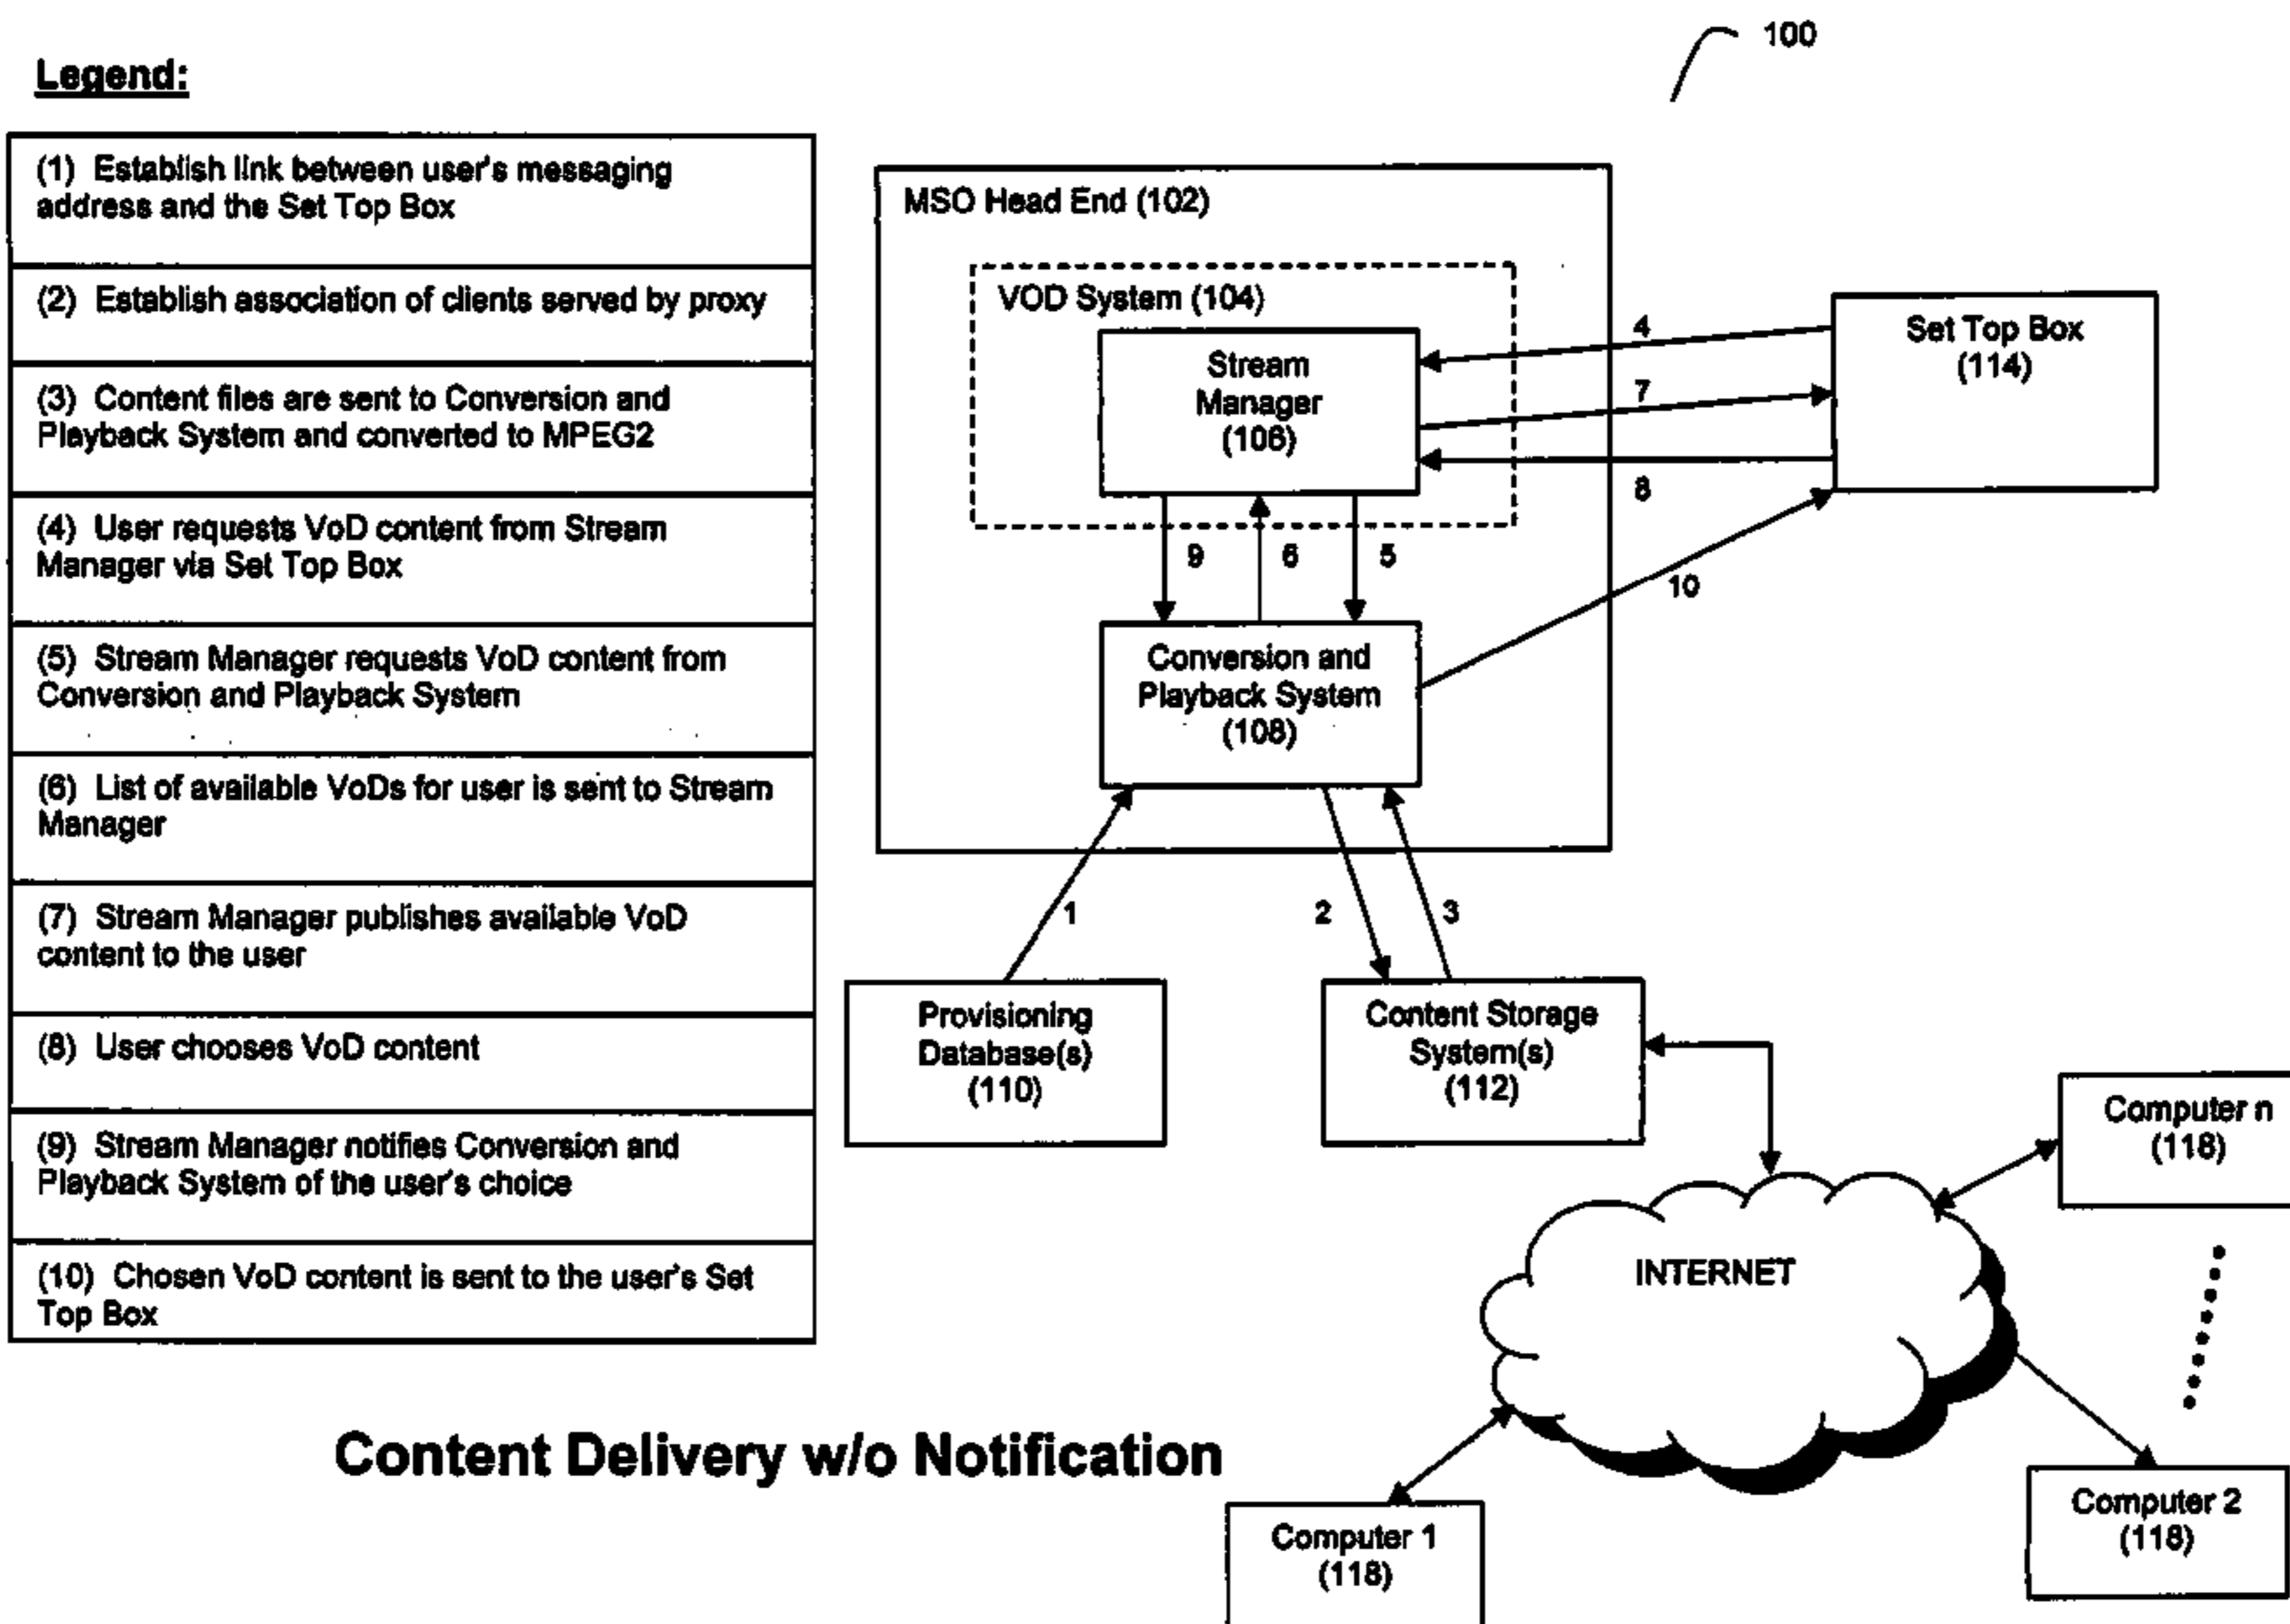 100
Legend:
(1) Establish link between user's messaging
address and the Set Top Box
(2) Establish association of clients served by proxy
(3) Content files are sent to Conversion and
Playback System and converted to MPEG2
(4) User requests VoD content from Stream
Manager via Set Top Box
(5) Stream Manager requests VoD content from
Conversion and Playback System
(6) List of available VoDs for user is sent to Stream
Manager
(7) Stream Manager publishes available VoD
content to the user
(8) User chooses VoD content
(9) Stream Manager notifies Conversion and
Playback System of the user's choice
(10) Chosen VoD content is sent to the user's Set
Top Box
MSO Head End (102)
VOD System (104)
Stream
Manager
(106)
4
7
8
Set Top Box
(114)
9
6
5
10
Conversion and
Playback System
(108)
1
2
3
Provisioning
Database(s)
(110)
Content Storage
System(s)
(112)
Computer n
(118)
INTERNET
Content Delivery w/o Notification
Computer 1
(118)
Computer 2
(118)